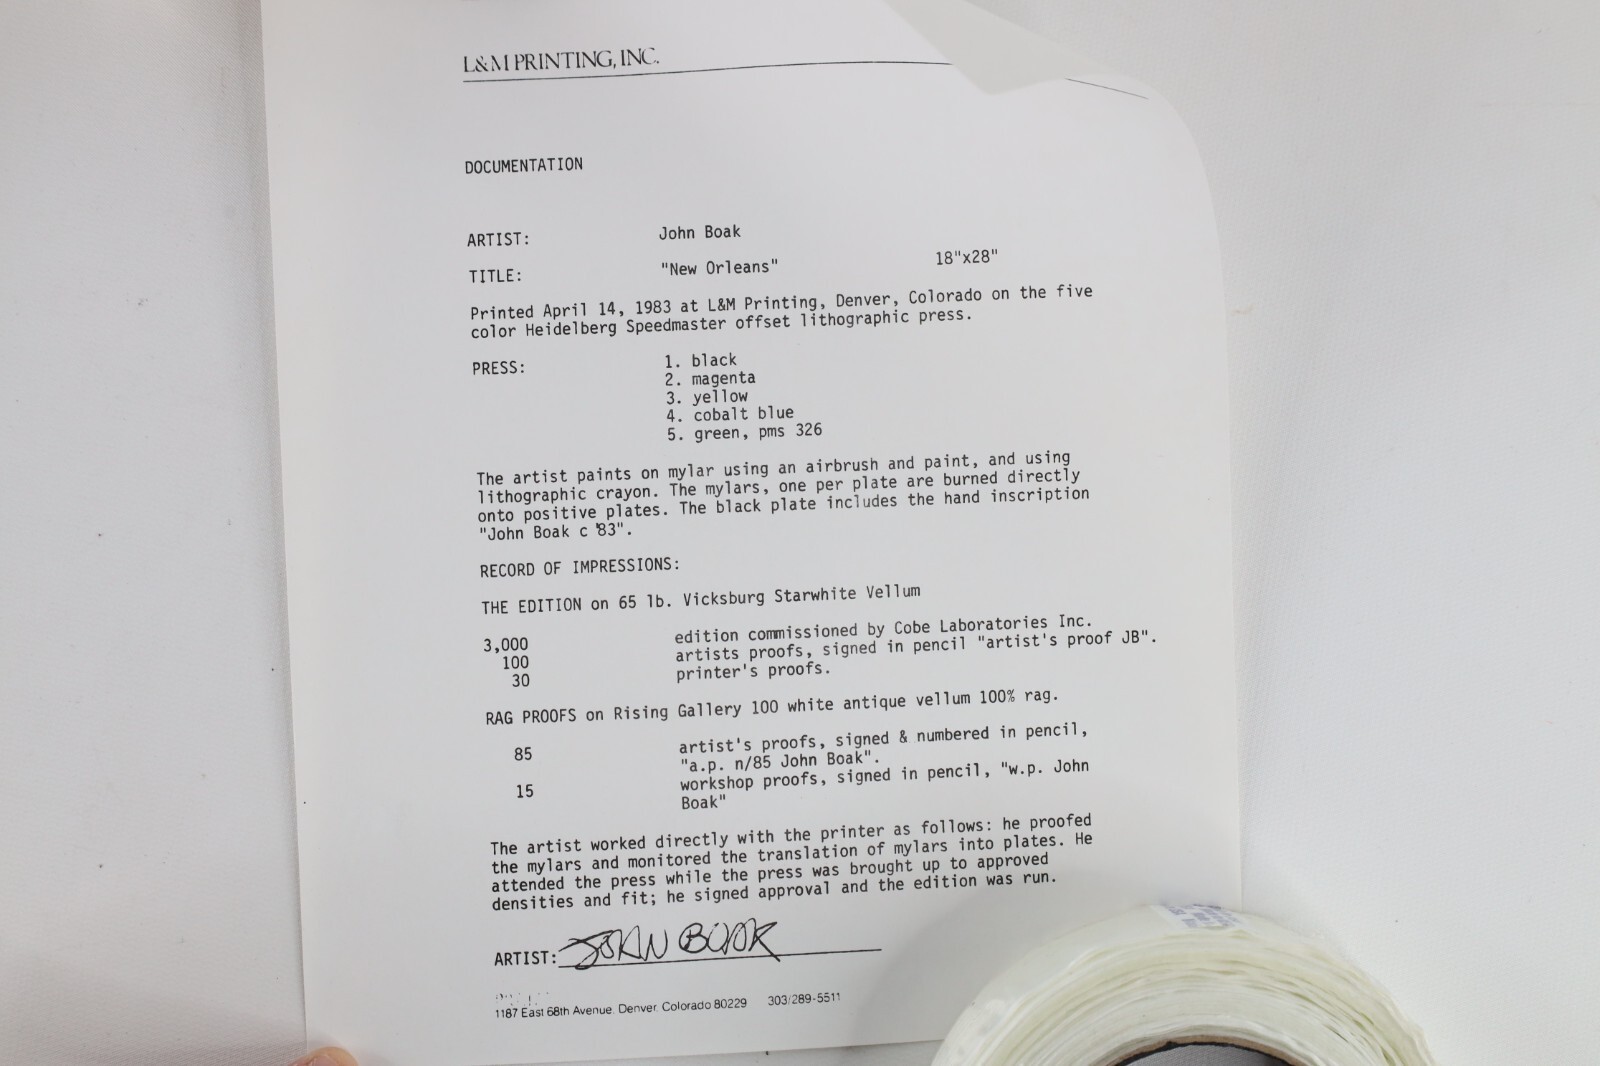 L&M PRINTING, INC.
DOCUMENTATION
ARTIST: John Boak
TITLE: "New Orleans" 18"x28"
Printed April 14, 1983 at L&M Printing, Denver, Colorado on the five
color Heidelberg Speedmaster offset lithographic press.
PRESS: 1. black
2. magenta
3. yellow
4. cobalt blue
5. green, pms 326
The artist paints on mylar using an airbrush and paint, and using
lithographic crayon. The mylars, one per plate are burned directly
onto positive plates. The black plate includes the hand inscription
"John Boak c '83".
RECORD OF IMPRESSIONS:
THE EDITION on 65 lb. Vicksburg Starwhite Vellum
3,000 edition commissioned by Cobe Laboratories Inc.
100 artists proofs, signed in pencil "artist's proof JB".
30 printer's proofs.
RAG PROOFS on Rising Gallery 100 white antique vellum 100% rag.
85 artist's proofs, signed & numbered in pencil,
"a.p. n/85 John Boak".
15 workshop proofs, signed in pencil, "w.p. John
Boak"
The artist worked directly with the printer as follows: he proofed
the mylars and monitored the translation of mylars into plates. He
attended the press while the press was brought up to approved
densities and fit; he signed approval and the edition was run.
ARTIST: JOHN BOAK
1187 East 68th Avenue, Denver, Colorado 80229 303/289-5511